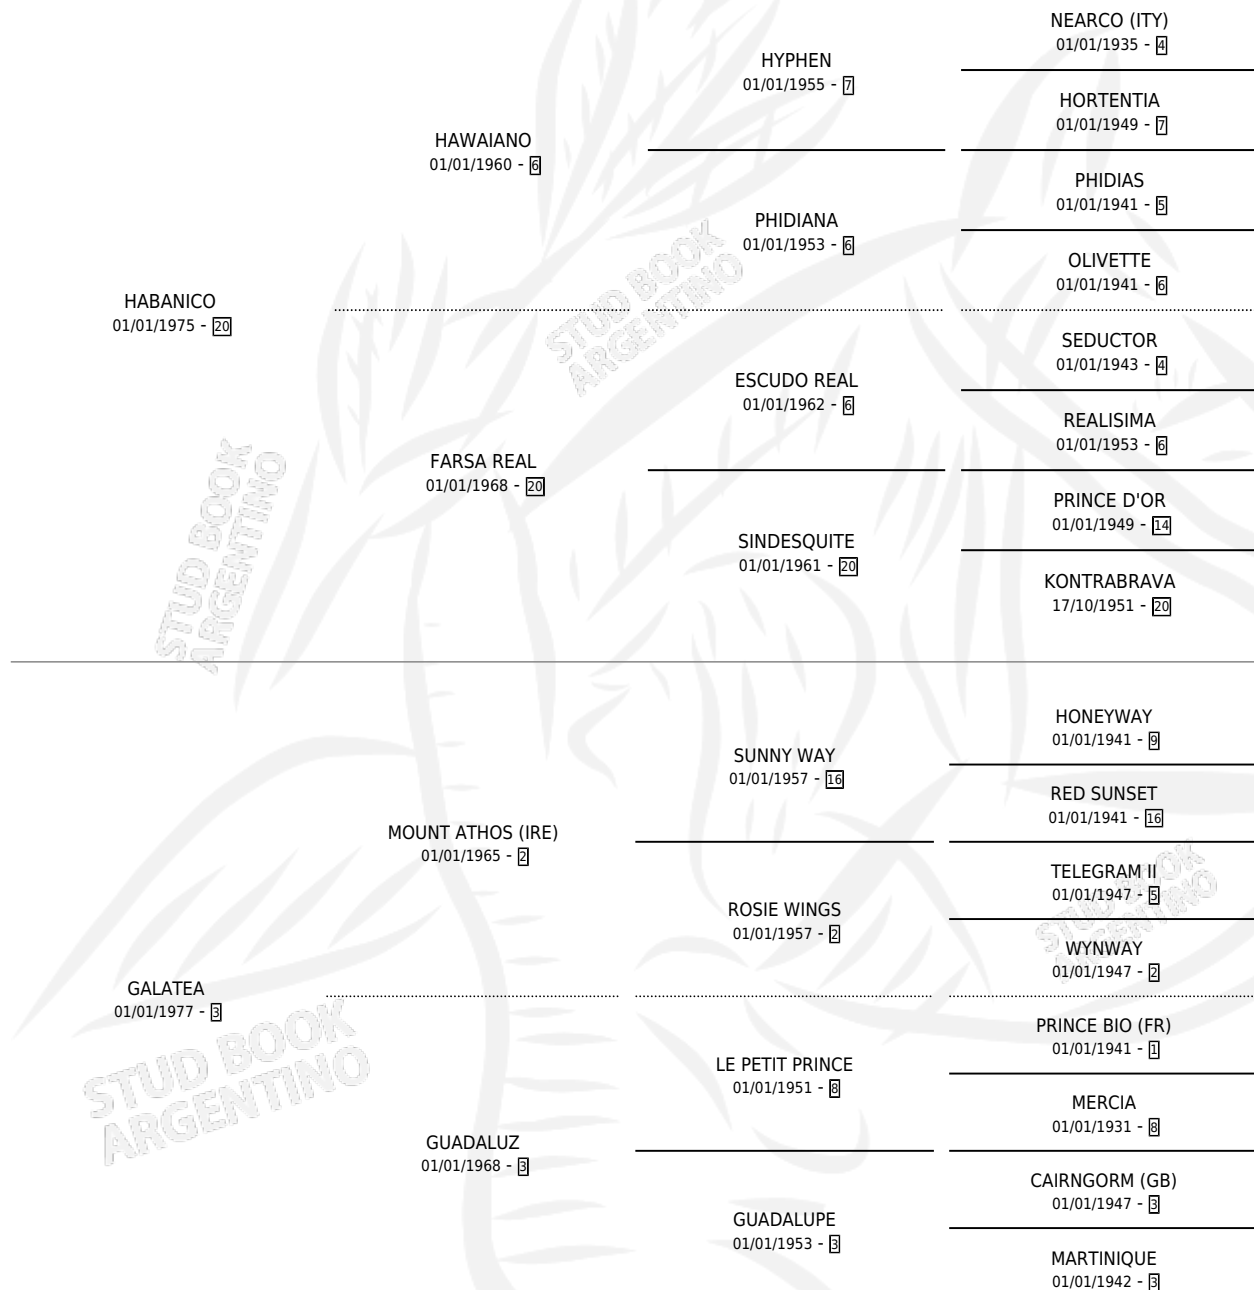 NEARCO (ITY)
01/01/1935 - 4
HYPHEN
01/01/1955 - 7
HORTENTIA
01/01/1949 - 7
HAWAIANO
01/01/1960 - 6
PHIDIAS
01/01/1941 - 5
PHIDIANA
01/01/1953 - 6
OLIVETTE
01/01/1941 - 6
HABANICO
01/01/1975 - 20
STUD BOOK
ARGENTINO
SEDUCTOR
01/01/1943 - 4
ESCUDO REAL
01/01/1962 - 6
REALISIMA
01/01/1953 - 6
FARSA REAL
01/01/1968 - 20
PRINCE D'OR
01/01/1949 - 14
SINDESQUITE
01/01/1961 - 20
KONTRABRAVA
17/10/1951 - 20
STUD BOOK
ARGENTINO
HONEYWAY
01/01/1941 - 9
SUNNY WAY
01/01/1957 - 16
RED SUNSET
01/01/1941 - 16
MOUNT ATHOS (IRE)
01/01/1965 - 2
TELEGRAM II
01/01/1947 - 5
ROSIE WINGS
01/01/1957 - 2
WYNWAY
01/01/1947 - 2
STUD BOOK
ARGENTINO
GALATEA
01/01/1977 - 3
PRINCE BIO (FR)
01/01/1941 - 1
LE PETIT PRINCE
01/01/1951 - 8
MERCIA
01/01/1931 - 8
STUD BOOK
ARGENTINO
GUADALUZ
01/01/1968 - 3
CAIRNGORM (GB)
01/01/1947 - 3
GUADALUPE
01/01/1953 - 3
MARTINIQUE
01/01/1942 - 3